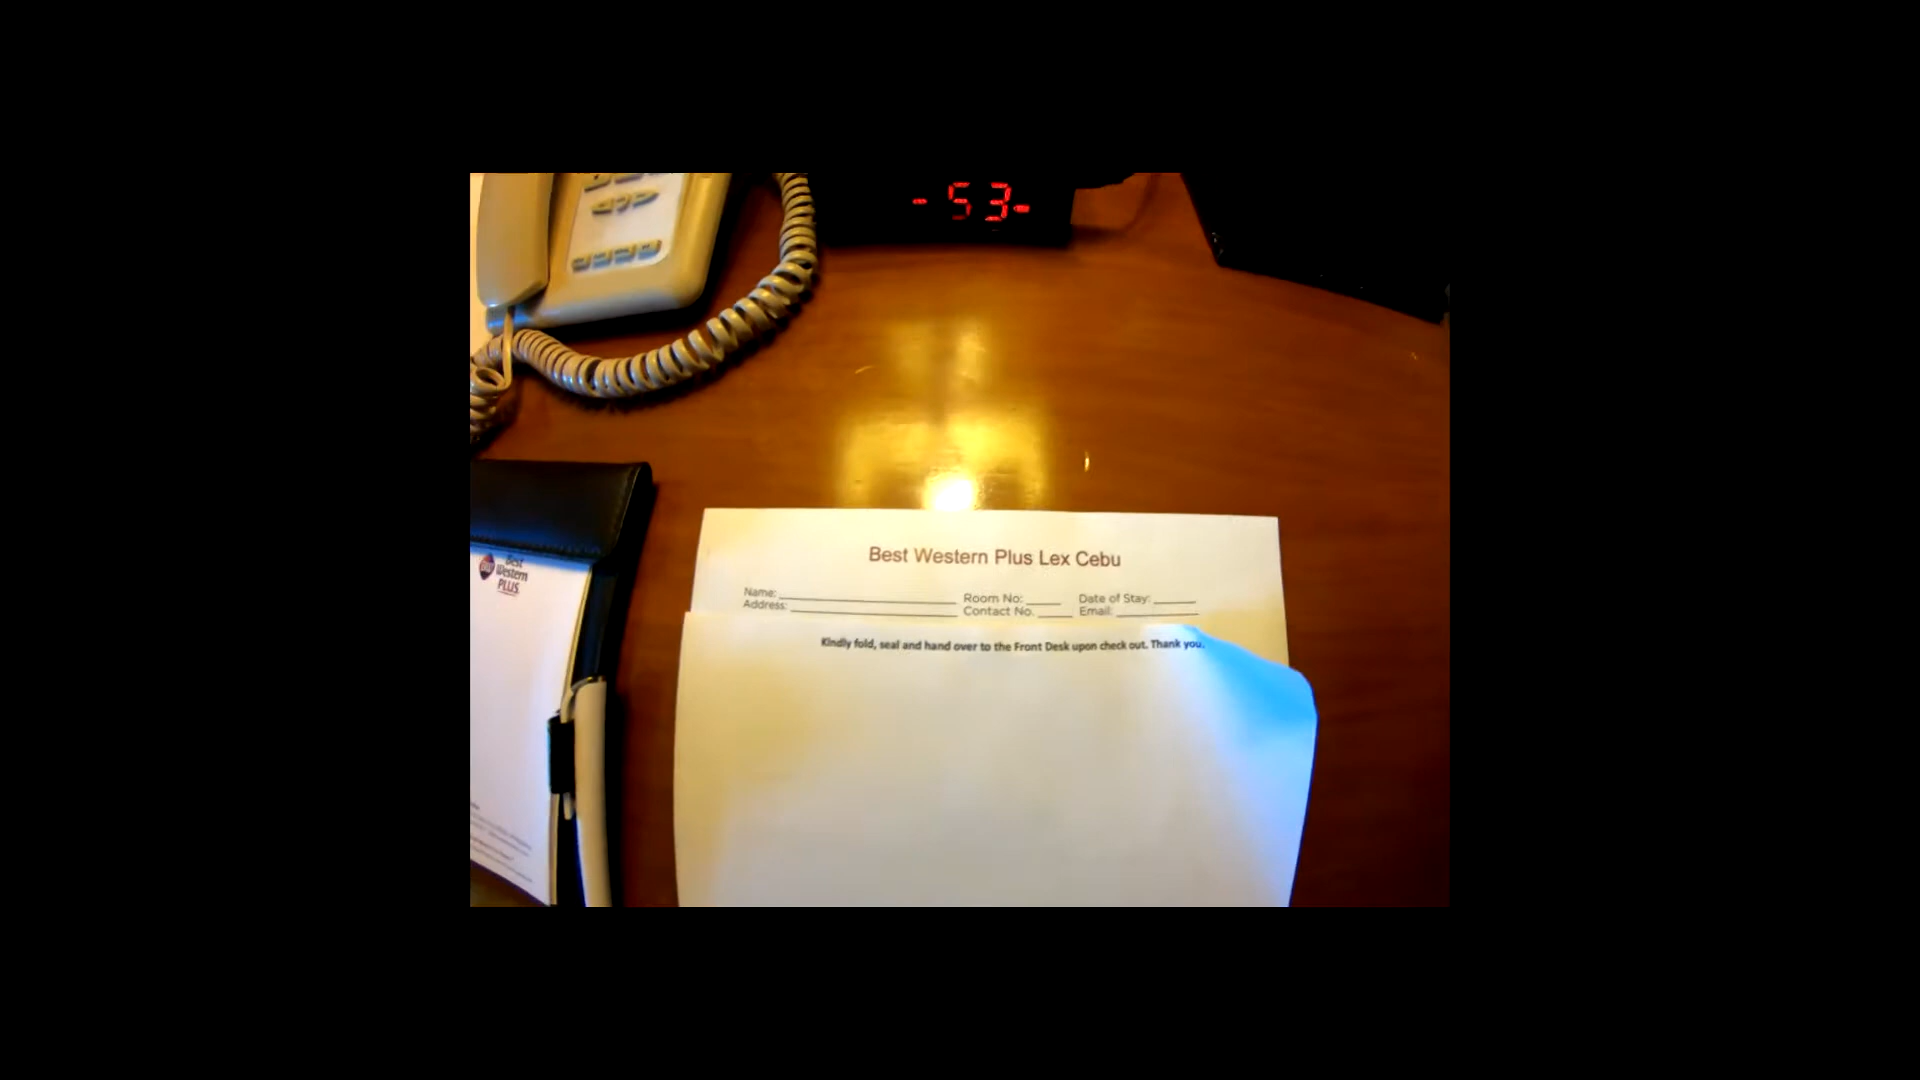 - 53-
Best
Western
PLUS
Best Western Plus Lex Cebu
Name: Room No: Date of Stay:
Address: Contact No. Email:
Kindly fold, seal and hand over to the Front Desk upon check out. Thank you.